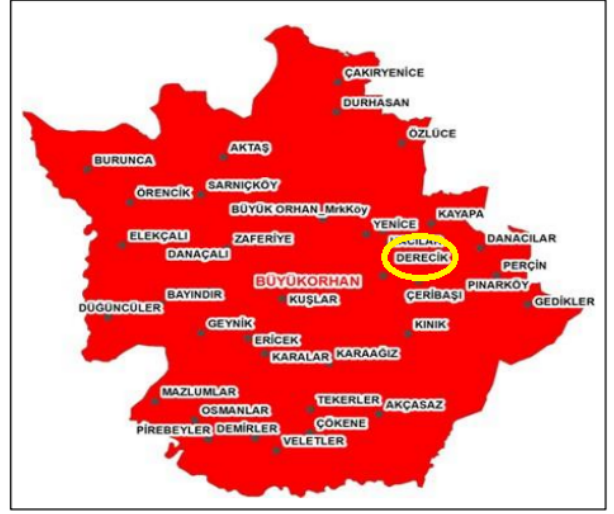 ÇAKIRYENİCE
DURHASAN
ÖZLÜCE
AKTAŞ
BURUNCA
SARNIÇKÖY
ÖRENCİK
BÜYÜK ORHAN_MrkKöy
KAYAPA
YENİCE
ELEKÇALI
ZAFERİYE
HACILAR
DANACILAR
DANAÇALI
DERECİK
PERÇİN
BÜYÜKORHAN
PINARKÖY
BAYINDIR
KUŞLAR
ÇERİBAŞI
GEDİKLER
DÜĞÜNCÜLER
GEYNİK
KINIK
ERİCEK
KARALAR
KARAAĞIZ
MAZLUMLAR
TEKERLER
AKÇASAZ
OSMANLAR
ÇÖKENE
PİREBEYLER
DEMİRLER
VELETLER